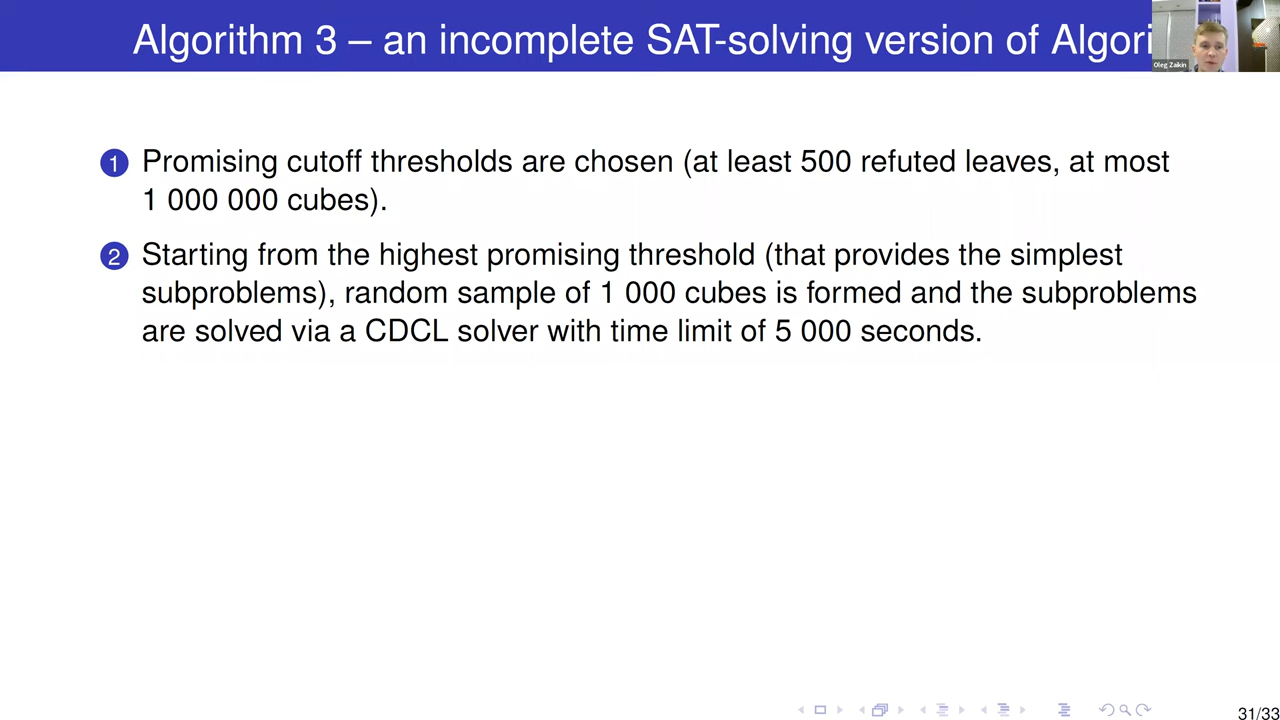 Algorithm 3 – an incomplete SAT-solving version of Algori
Oleg Zaikin
1 Promising cutoff thresholds are chosen (at least 500 refuted leaves, at most
1 000 000 cubes).
2 Starting from the highest promising threshold (that provides the simplest
subproblems), random sample of 1 000 cubes is formed and the subproblems
are solved via a CDCL solver with time limit of 5 000 seconds.
31/33